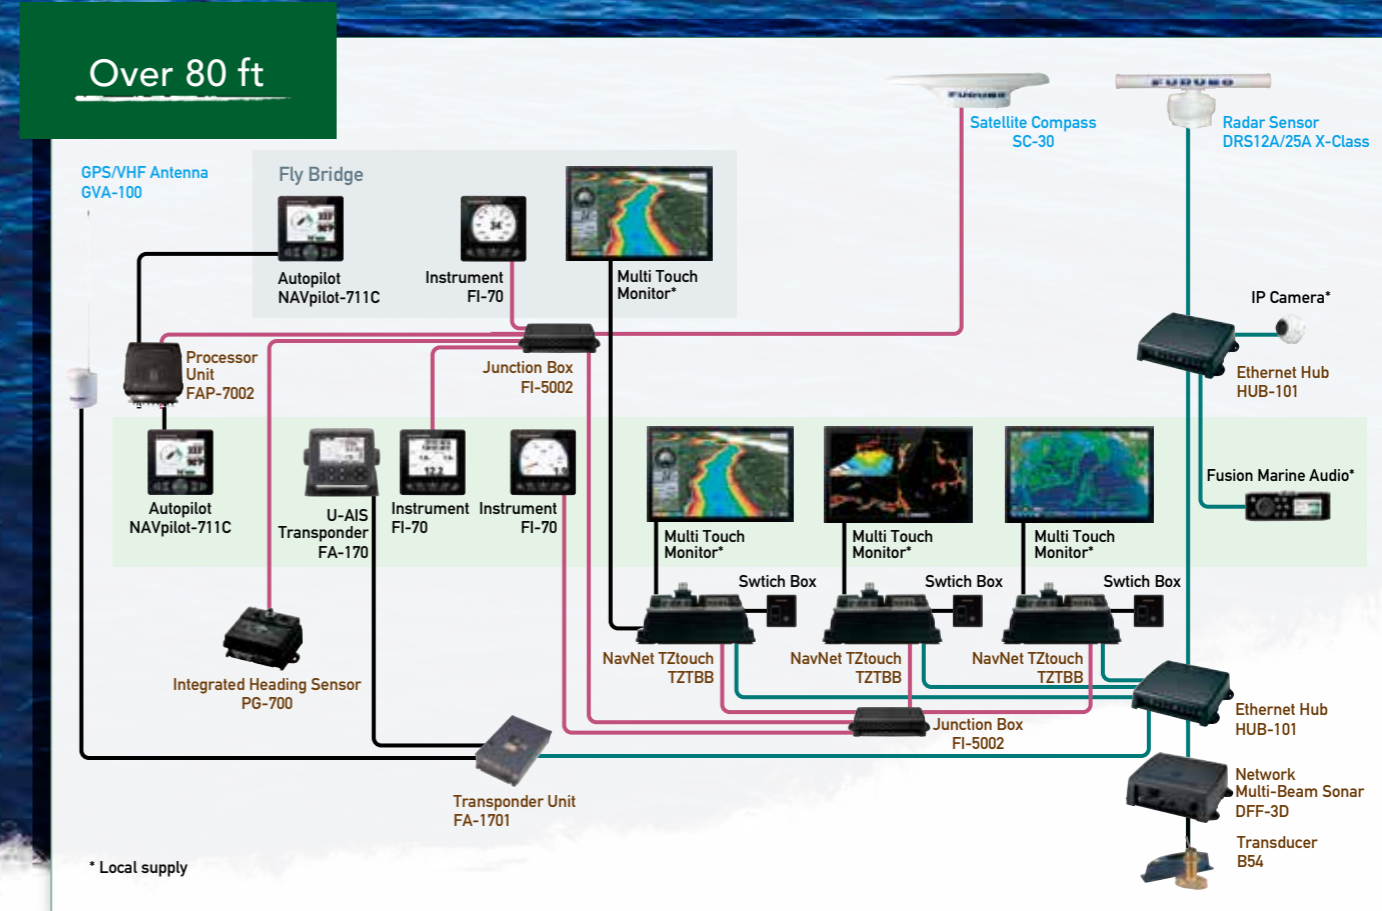 Over 80 ft
FURUNO
FURUNO
Satellite Compass
SC-30
Radar Sensor
DRS12A/25A X-Class
GPS/VHF Antenna
GVA-100
Fly Bridge
Autopilot
NAVpilot-711C
Instrument
FI-70
Multi Touch
Monitor*
IP Camera*
Processor
Unit
FAP-7002
Junction Box
FI-5002
Ethernet Hub
HUB-101
Fusion Marine Audio*
Autopilot
NAVpilot-711C
U-AIS
Transponder
FA-170
12.2
Instrument
FI-70
Instrument
FI-70
Multi Touch
Monitor*
Multi Touch
Monitor*
Multi Touch
Monitor*
Swtich Box
Swtich Box
Swtich Box
NavNet TZtouch
TZTBB
NavNet TZtouch
TZTBB
NavNet TZtouch
TZTBB
Integrated Heading Sensor
PG-700
Junction Box
FI-5002
Ethernet Hub
HUB-101
Transponder Unit
FA-1701
Network
Multi-Beam Sonar
DFF-3D
Transducer
B54
* Local supply